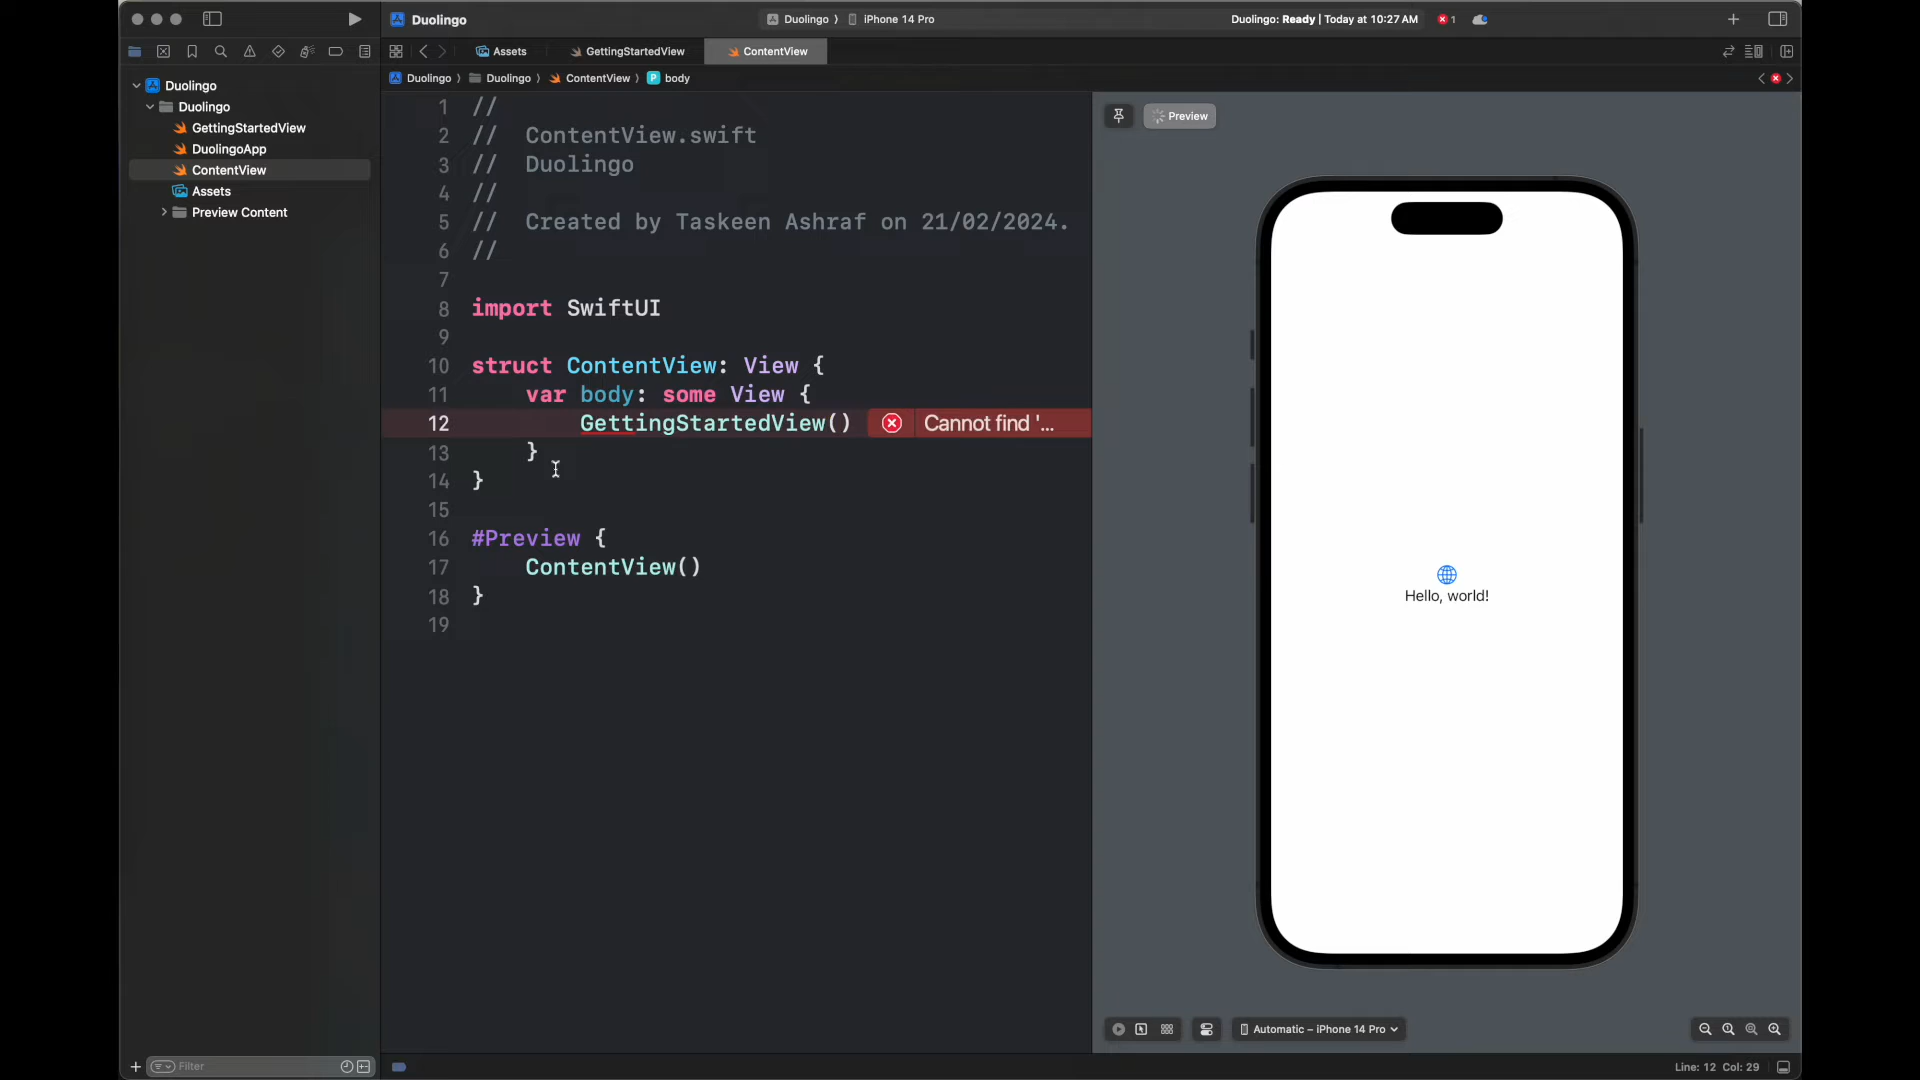 Duolingo
Duolingo 〉 iPhone 14 Pro
Duolingo: Ready | Today at 10:27 AM
1
Assets
GettingStartedView
ContentView
Duolingo 〉 Duolingo 〉 ContentView 〉 P body
Duolingo
Duolingo
GettingStartedView
DuolingoApp
ContentView
Assets
Preview Content
1 //
2 // ContentView.swift
3 // Duolingo
4 //
5 // Created by Taskeen Ashraf on 21/02/2024.
6 //
7
8 import SwiftUI
9
10 struct ContentView: View {
11 var body: some View {
12 GettingStartedView() Cannot find '...
13 }
14 }
15
16 #Preview {
17 ContentView()
18 }
19
Preview
Hello, world!
Automatic – iPhone 14 Pro
Filter
Line: 12 Col: 29